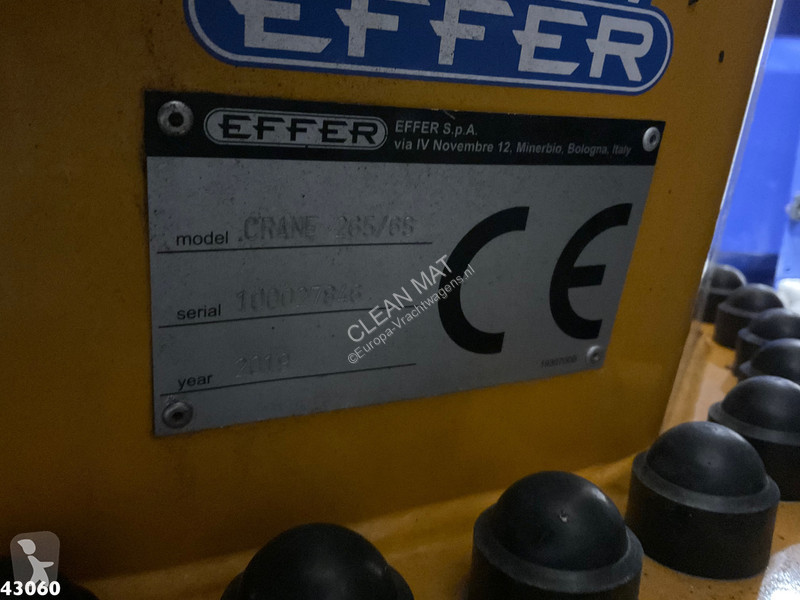 EFFER
EFFER EFFER S.p.A.
via IV Novembre 12, Minerbio, Bologna, Italy
model CRANE 265/6S
serial
year
CE
CLEAN MAT
©Europa-Vrachtwagens.nl
43060